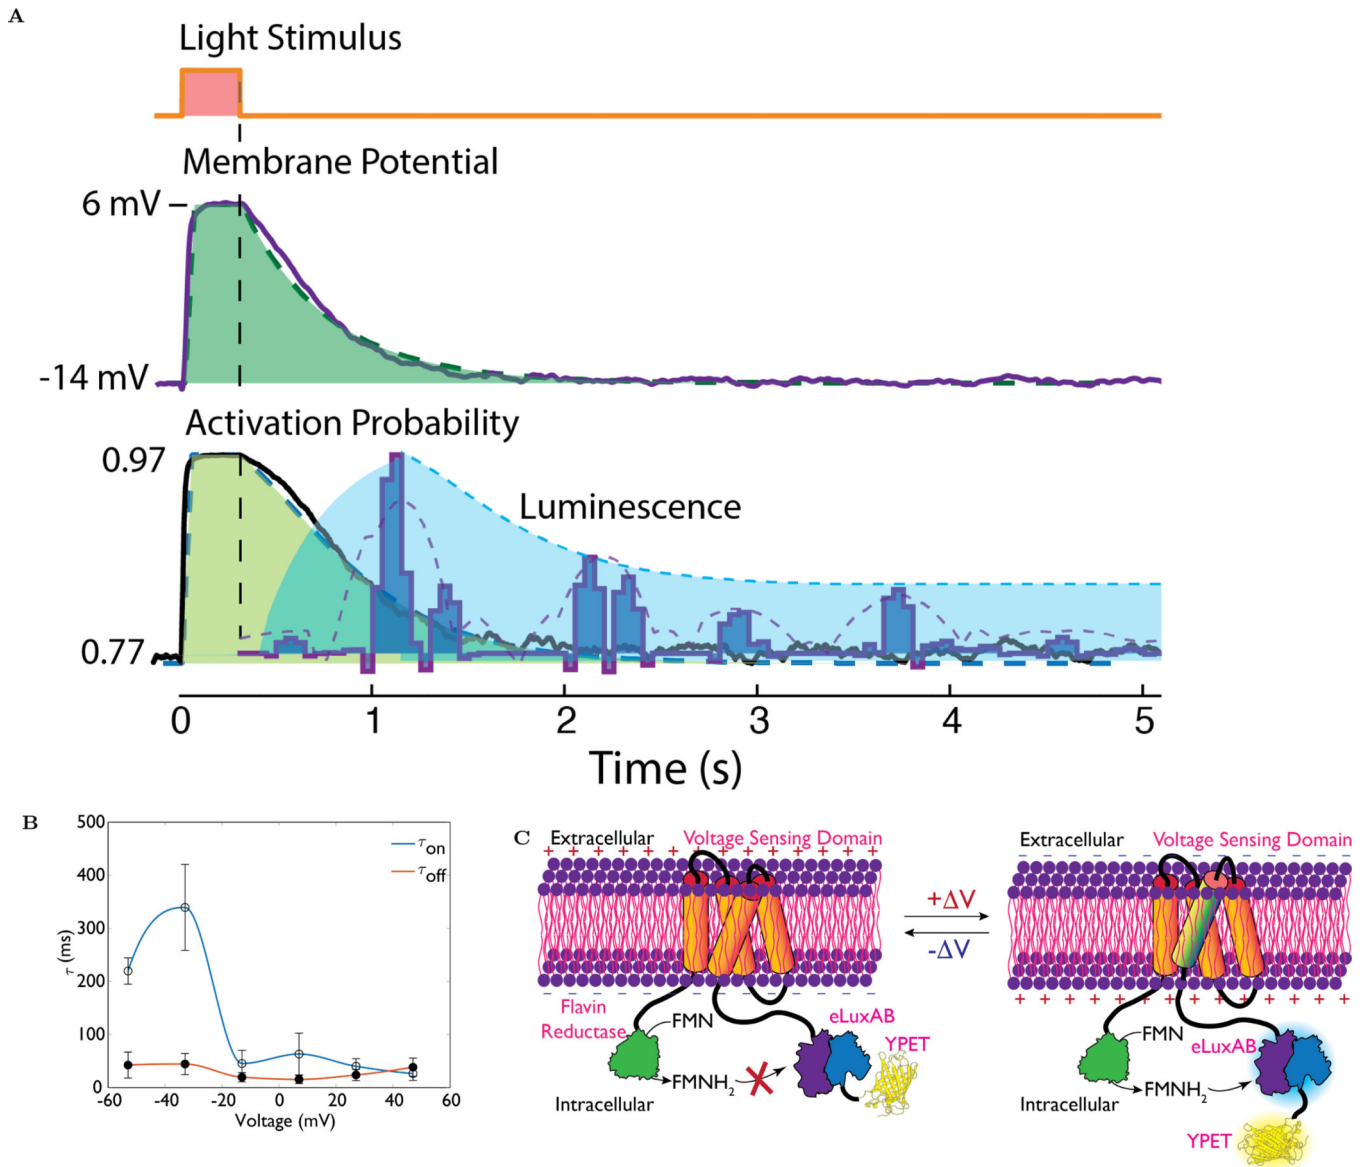 A
Light Stimulus
Membrane Potential
6 mV
-14 mV
Activation Probability
0.97
Luminescence
0.77
0 1 2 3 4 5
Time (s)
B
500
400
300
200
100
0
τ (ms)
τon
τoff
-60 -40 -20 0 20 40 60
Voltage (mV)
C
Extracellular
Voltage Sensing Domain
+ + + + + + + + + + + + +
Flavin
Reductase
FMN
FMNH2
X
eLuxAB
YPET
Intracellular
+ΔV
-ΔV
Extracellular
Voltage Sensing Domain
FMN
eLuxAB
FMNH2
Intracellular
YPET